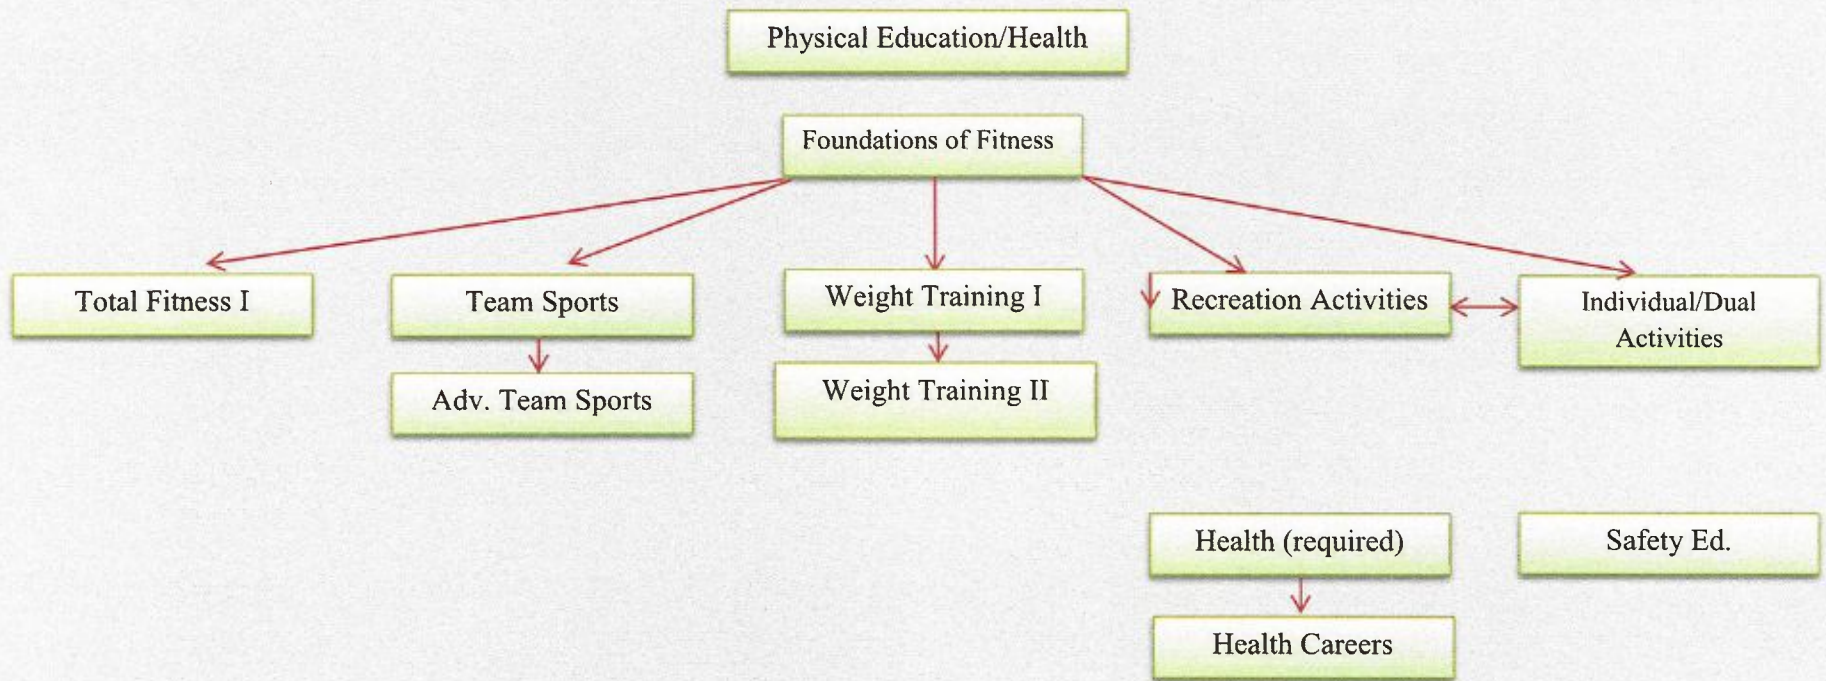 Physical Education/Health
Foundations of Fitness
Total Fitness I
Team Sports
Weight Training I
Recreation Activities
Individual/Dual
Activities
Adv. Team Sports
Weight Training II
Health (required)
Safety Ed.
Health Careers